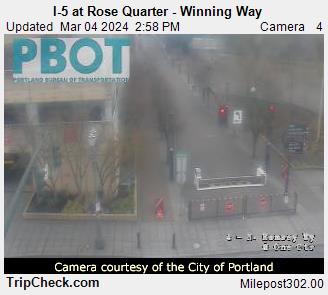 I-5 at Rose Quarter - Winning Way
Updated Mar 04 2024 2:58 PM Camera 4
PBOT
PORTLAND BUREAU OF TRANSPORTATION
Camera courtesy of the City of Portland
TripCheck.com Milepost302.00